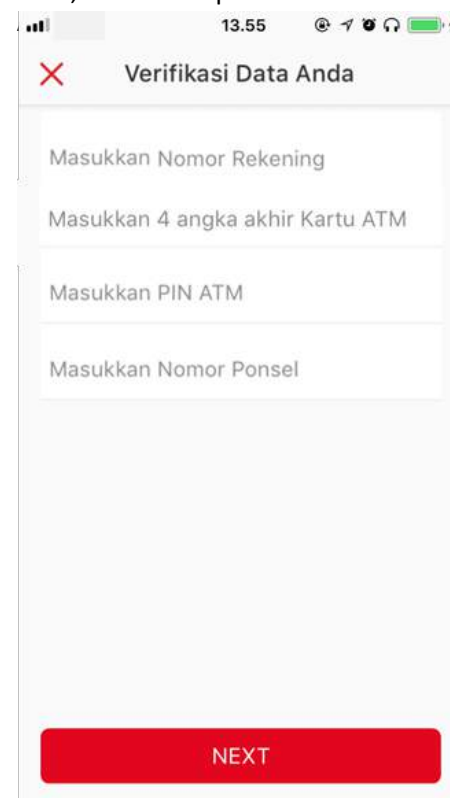 13.55
Verifikasi Data Anda
Masukkan Nomor Rekening
Masukkan 4 angka akhir Kartu ATM
Masukkan PIN ATM
Masukkan Nomor Ponsel
NEXT